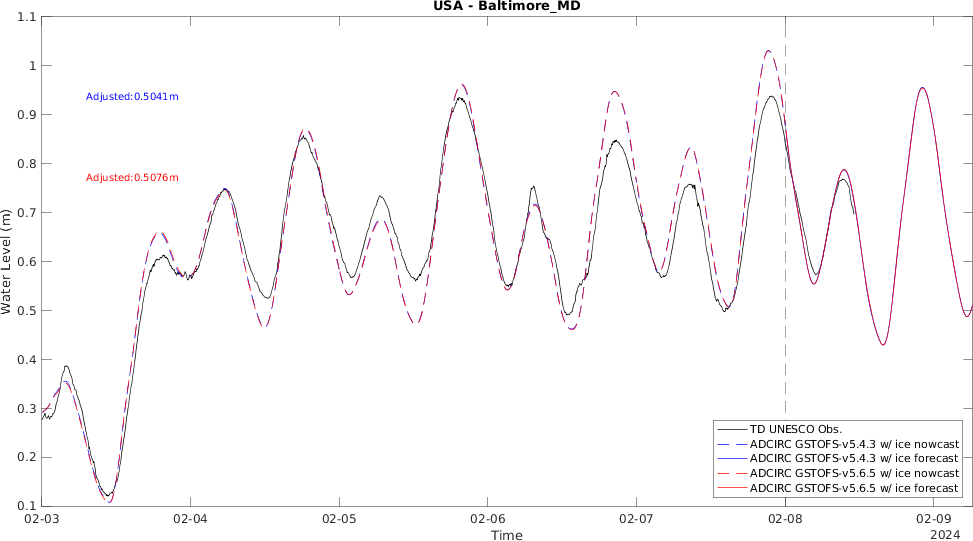 USA - Baltimore_MD
1.1
1
0.9
0.8
0.7
0.6
0.5
0.4
0.3
0.2
0.1
Water Level (m)
Adjusted:0.5041m
Adjusted:0.5076m
TD UNESCO Obs.
ADCIRC GSTOFS-v5.4.3 w/ ice nowcast
ADCIRC GSTOFS-v5.4.3 w/ ice forecast
ADCIRC GSTOFS-v5.6.5 w/ ice nowcast
ADCIRC GSTOFS-v5.6.5 w/ ice forecast
02-03 02-04 02-05 02-06 02-07 02-08 02-09
Time
2024